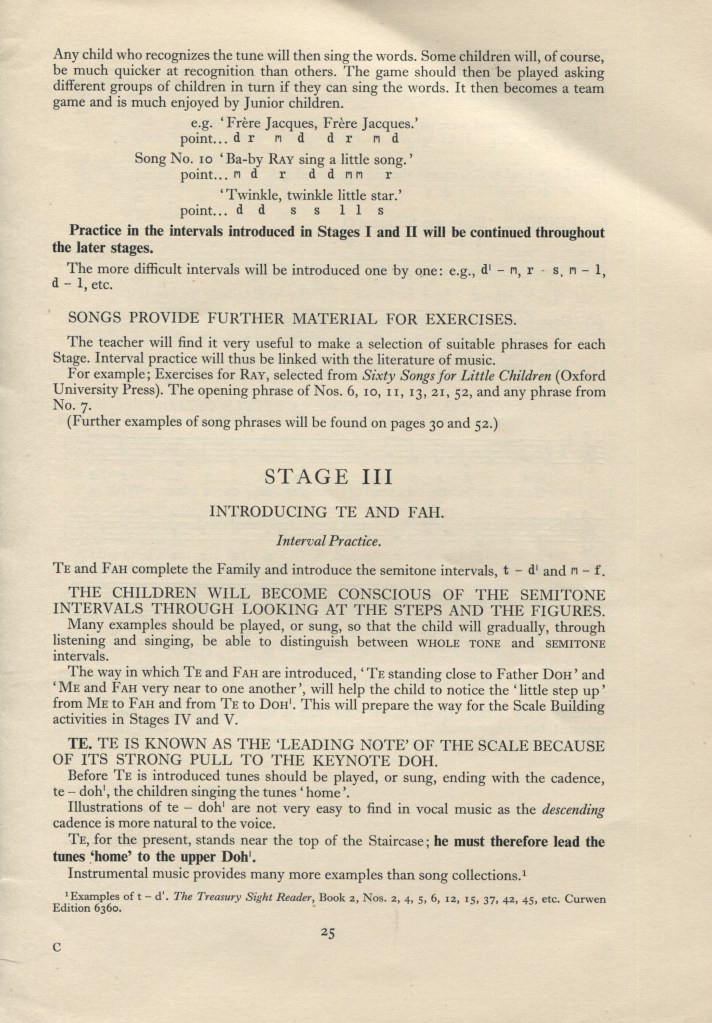 Any child who recognizes the tune will then sing the words. Some children will, of course,
be much quicker at recognition than others. The game should then be played asking
different groups of children in turn if they can sing the words. It then becomes a team
game and is much enjoyed by Junior children.
e.g. ‘Frère Jacques, Frère Jacques.’
point... d r m d d r m d
Song No. 10 ‘Ba-by RAY sing a little song.’
point... m d r d d m m r
‘Twinkle, twinkle little star.’
point... d d s s l l s
Practice in the intervals introduced in Stages I and II will be continued throughout
the later stages.
The more difficult intervals will be introduced one by one: e.g., dˡ – m, r - s, m – l,
d – l, etc.
SONGS PROVIDE FURTHER MATERIAL FOR EXERCISES.
The teacher will find it very useful to make a selection of suitable phrases for each
Stage. Interval practice will thus be linked with the literature of music.
For example; Exercises for RAY, selected from Sixty Songs for Little Children (Oxford
University Press). The opening phrase of Nos. 6, 10, 11, 13, 21, 52, and any phrase from
No. 7.
(Further examples of song phrases will be found on pages 30 and 52.)
STAGE III
INTRODUCING TE AND FAH.
Interval Practice.
TE and FAH complete the Family and introduce the semitone intervals, t – dˡ and m – f.
THE CHILDREN WILL BECOME CONSCIOUS OF THE SEMITONE
INTERVALS THROUGH LOOKING AT THE STEPS AND THE FIGURES.
Many examples should be played, or sung, so that the child will gradually, through
listening and singing, be able to distinguish between WHOLE TONE and SEMITONE
intervals.
The way in which TE and FAH are introduced, ‘TE standing close to Father DOH’ and
‘ME and FAH very near to one another’, will help the child to notice the ‘little step up’
from ME to FAH and from TE to DOHˡ. This will prepare the way for the Scale Building
activities in Stages IV and V.
TE. TE IS KNOWN AS THE ‘LEADING NOTE’ OF THE SCALE BECAUSE
OF ITS STRONG PULL TO THE KEYNOTE DOH.
Before TE is introduced tunes should be played, or sung, ending with the cadence,
te – dohˡ, the children singing the tunes ‘home’.
Illustrations of te – dohˡ are not very easy to find in vocal music as the descending
cadence is more natural to the voice.
TE, for the present, stands near the top of the Staircase; he must therefore lead the
tunes ‘home’ to the upper Dohˡ.
Instrumental music provides many more examples than song collections.¹
¹Examples of t – dˡ. The Treasury Sight Reader, Book 2, Nos. 2, 4, 5, 6, 12, 15, 37, 42, 45, etc. Curwen
Edition 6360.
25
C